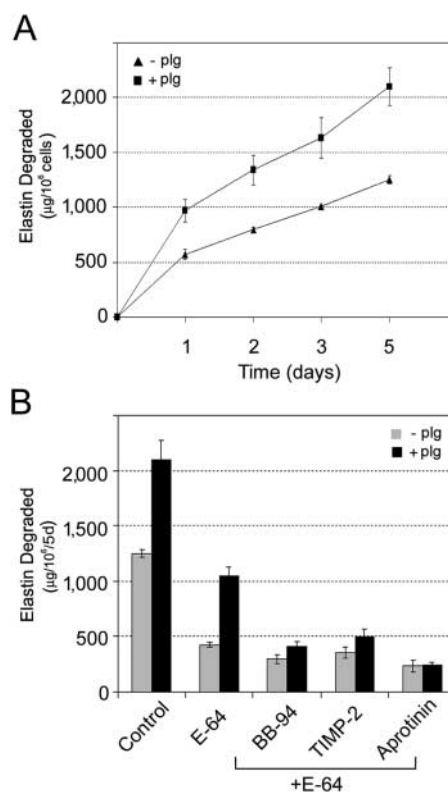 A
- plg
+ plg
Elastin Degraded
(µg/10⁶ cells)
2,000
1,500
1,000
500
0
1 2 3 5
Time (days)
B
- plg
+ plg
Elastin Degraded
(µg/10⁶/5d)
2,000
1,500
1,000
500
0
Control E-64 BB-94 TIMP-2 Aprotinin
+E-64